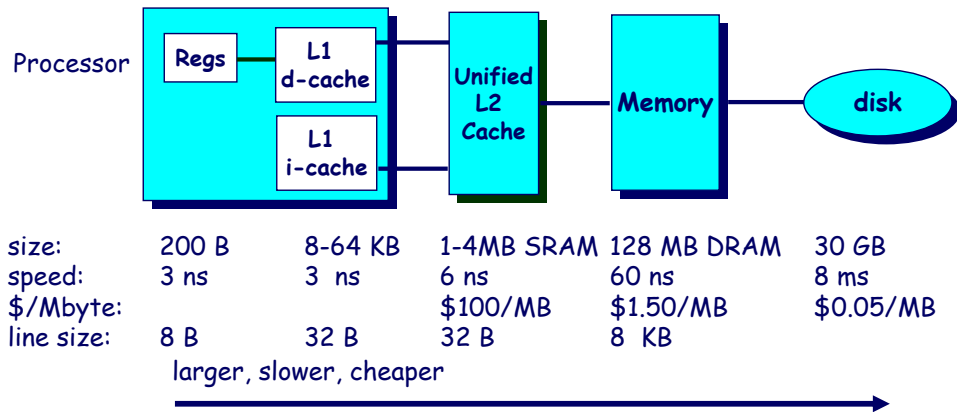 Processor
Regs
L1
d-cache
L1
i-cache
Unified
L2
Cache
Memory
disk
size: 200 B 8-64 KB 1-4MB SRAM 128 MB DRAM 30 GB
speed: 3 ns 3 ns 6 ns 60 ns 8 ms
$/Mbyte: $100/MB $1.50/MB $0.05/MB
line size: 8 B 32 B 32 B 8 KB
larger, slower, cheaper